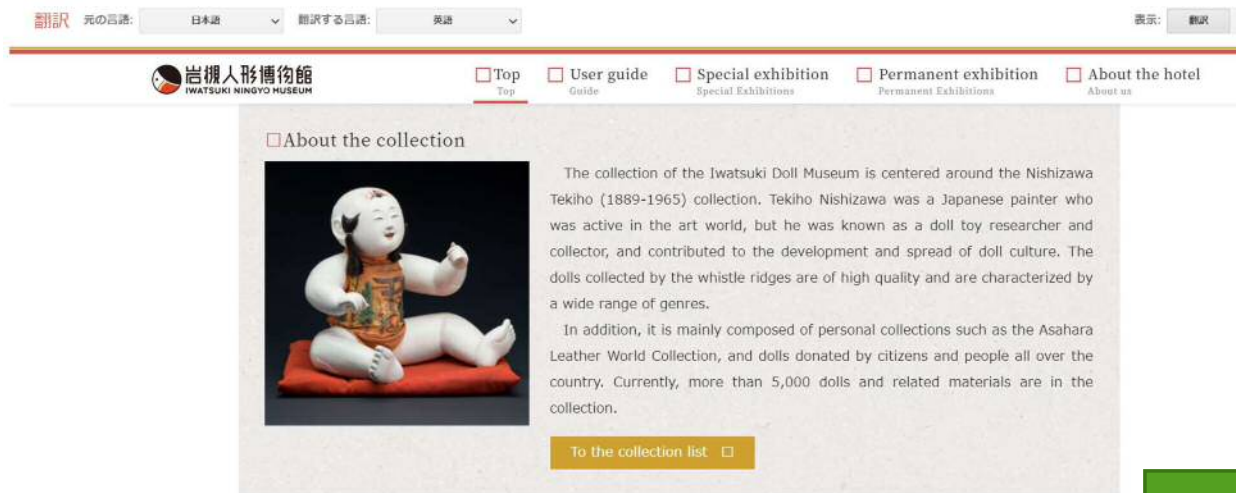 翻訳 元の言語: 日本語 翻訳する言語: 英語 表示: 翻訳
岩槻人形博物館
IWATSUKI NINGYO MUSEUM
Top User guide Special exhibition Permanent exhibition About the hotel
Top Guide Special Exhibitions Permanent Exhibitions About us
About the collection
The collection of the Iwatsuki Doll Museum is centered around the Nishizawa
Tekiho (1889-1965) collection. Tekiho Nishizawa was a Japanese painter who
was active in the art world, but he was known as a doll toy researcher and
collector, and contributed to the development and spread of doll culture. The
dolls collected by the whistle ridges are of high quality and are characterized by
a wide range of genres.
In addition, it is mainly composed of personal collections such as the Asahara
Leather World Collection, and dolls donated by citizens and people all over the
country. Currently, more than 5,000 dolls and related materials are in the
collection.
To the collection list